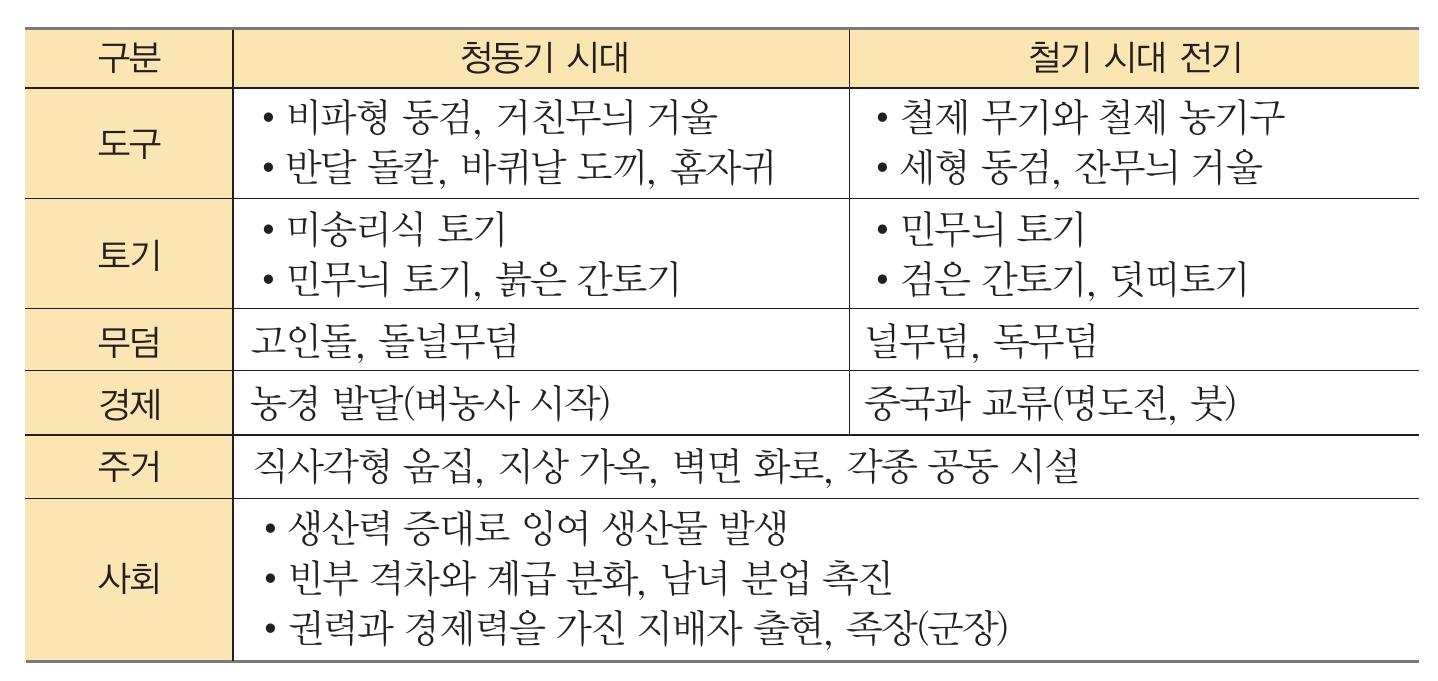 구분 청동기 시대 철기 시대 전기
도구
• 비파형 동검, 거친무늬 거울
• 반달 돌칼, 바퀴날 도끼, 홈자귀
• 철제 무기와 철제 농기구
• 세형 동검, 잔무늬 거울
토기
• 미송리식 토기
• 민무늬 토기, 붉은 간토기
• 민무늬 토기
• 검은 간토기, 덧띠토기
무덤 고인돌, 돌널무덤 널무덤, 독무덤
경제 농경 발달(벼농사 시작) 중국과 교류(명도전, 붓)
주거 직사각형 움집, 지상 가옥, 벽면 화로, 각종 공동 시설
사회
• 생산력 증대로 잉여 생산물 발생
• 빈부 격차와 계급 분화, 남녀 분업 촉진
• 권력과 경제력을 가진 지배자 출현, 족장(군장)